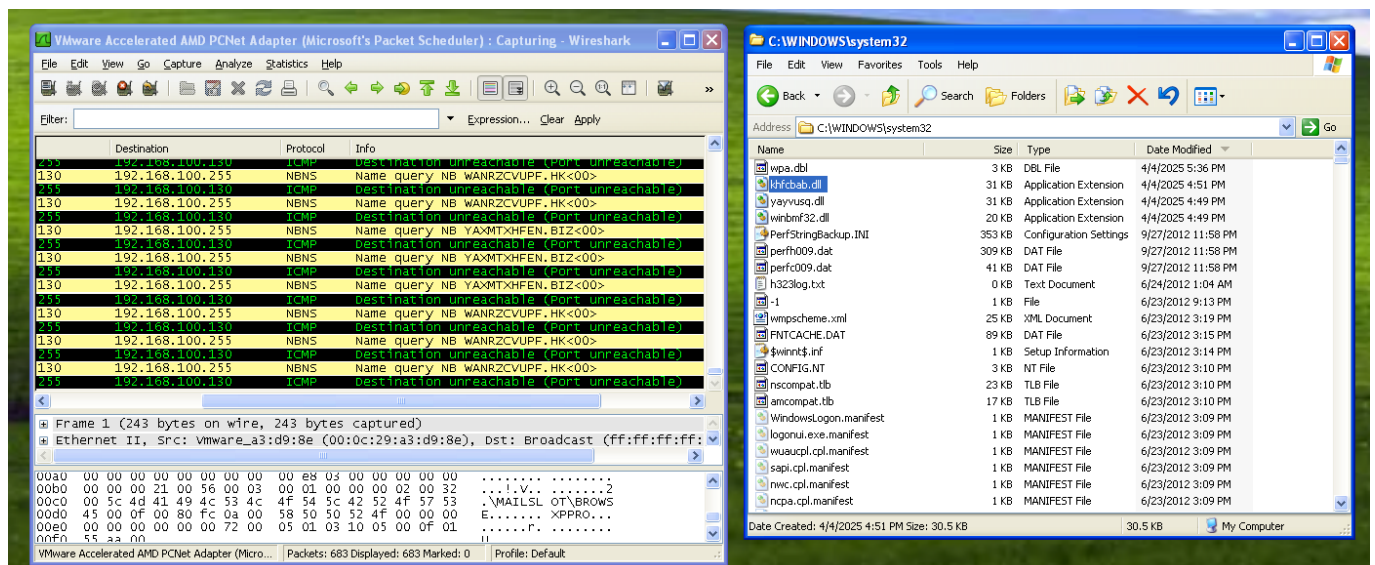 VMware Accelerated AMD PCNet Adapter (Microsoft's Packet Scheduler) : Capturing - Wireshark
File Edit View Go Capture Analyze Statistics Help
Filter: Expression... Clear Apply
Destination Protocol Info
255 192.168.100.130 ICMP Destination unreachable (Port unreachable)
130 192.168.100.255 NBNS Name query NB WANRZCVUPF.HK<00>
255 192.168.100.130 ICMP Destination unreachable (Port unreachable)
130 192.168.100.255 NBNS Name query NB WANRZCVUPF.HK<00>
255 192.168.100.130 ICMP Destination unreachable (Port unreachable)
130 192.168.100.255 NBNS Name query NB YAXMTXHFEN.BIZ<00>
255 192.168.100.130 ICMP Destination unreachable (Port unreachable)
130 192.168.100.255 NBNS Name query NB YAXMTXHFEN.BIZ<00>
255 192.168.100.130 ICMP Destination unreachable (Port unreachable)
130 192.168.100.255 NBNS Name query NB YAXMTXHFEN.BIZ<00>
255 192.168.100.130 ICMP Destination unreachable (Port unreachable)
130 192.168.100.255 NBNS Name query NB WANRZCVUPF.HK<00>
255 192.168.100.130 ICMP Destination unreachable (Port unreachable)
130 192.168.100.255 NBNS Name query NB WANRZCVUPF.HK<00>
255 192.168.100.130 ICMP Destination unreachable (Port unreachable)
130 192.168.100.255 NBNS Name query NB WANRZCVUPF.HK<00>
255 192.168.100.130 ICMP Destination unreachable (Port unreachable)
Frame 1 (243 bytes on wire, 243 bytes captured)
Ethernet II, Src: Vmware_a3:d9:8e (00:0c:29:a3:d9:8e), Dst: Broadcast (ff:ff:ff:ff:
00a0 00 00 00 00 00 00 00 00 00 e8 03 00 00 00 00 00 ........ ........
00b0 00 00 00 21 00 56 00 03 00 01 00 00 00 02 00 32 ...!.V.. .......2
00c0 00 5c 4d 41 49 4c 53 4c 4f 54 5c 42 52 4f 57 53 .\MAILSL OT\BROWS
00d0 45 00 0f 00 80 fc 0a 00 58 50 50 52 4f 00 00 00 E....... XPPRO...
00e0 00 00 00 00 00 00 72 00 05 01 03 10 05 00 0f 01 ......r. ........
00f0 55 aa 00 U..
VMware Accelerated AMD PCNet Adapter (Micro... Packets: 683 Displayed: 683 Marked: 0 Profile: Default
C:\WINDOWS\system32
File Edit View Favorites Tools Help
Back Search Folders
Address C:\WINDOWS\system32 Go
Name Size Type Date Modified
wpa.dbl 3 KB DBL File 4/4/2025 5:36 PM
khfcbab.dll 31 KB Application Extension 4/4/2025 4:51 PM
yayvusq.dll 31 KB Application Extension 4/4/2025 4:49 PM
winbmf32.dll 20 KB Application Extension 4/4/2025 4:49 PM
PerfStringBackup.INI 353 KB Configuration Settings 9/27/2012 11:58 PM
perfh009.dat 309 KB DAT File 9/27/2012 11:58 PM
perfc009.dat 41 KB DAT File 9/27/2012 11:58 PM
h323log.txt 0 KB Text Document 6/24/2012 1:04 AM
-1 1 KB File 6/23/2012 9:13 PM
wmpscheme.xml 25 KB XML Document 6/23/2012 3:19 PM
FNTCACHE.DAT 89 KB DAT File 6/23/2012 3:15 PM
$winnt$.inf 1 KB Setup Information 6/23/2012 3:14 PM
CONFIG.NT 3 KB NT File 6/23/2012 3:10 PM
nscompat.tlb 23 KB TLB File 6/23/2012 3:10 PM
amcompat.tlb 17 KB TLB File 6/23/2012 3:10 PM
WindowsLogon.manifest 1 KB MANIFEST File 6/23/2012 3:09 PM
logonui.exe.manifest 1 KB MANIFEST File 6/23/2012 3:09 PM
wuaucpl.cpl.manifest 1 KB MANIFEST File 6/23/2012 3:09 PM
sapi.cpl.manifest 1 KB MANIFEST File 6/23/2012 3:09 PM
nwc.cpl.manifest 1 KB MANIFEST File 6/23/2012 3:09 PM
ncpa.cpl.manifest 1 KB MANIFEST File 6/23/2012 3:09 PM
Date Created: 4/4/2025 4:51 PM Size: 30.5 KB 30.5 KB My Computer